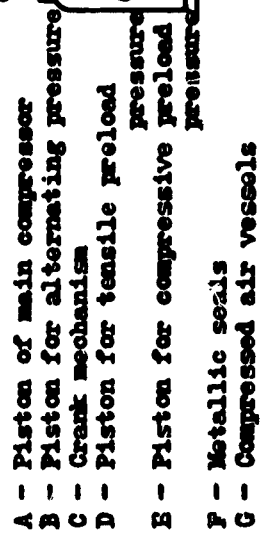 A - Piston of main compressor
B - Piston for alternating pressure
C - Crank mechanism
D - Piston for tensile preload
pressure
E - Piston for compressive preload
pressure
F - Metallic seals
G - Compressed air vessels